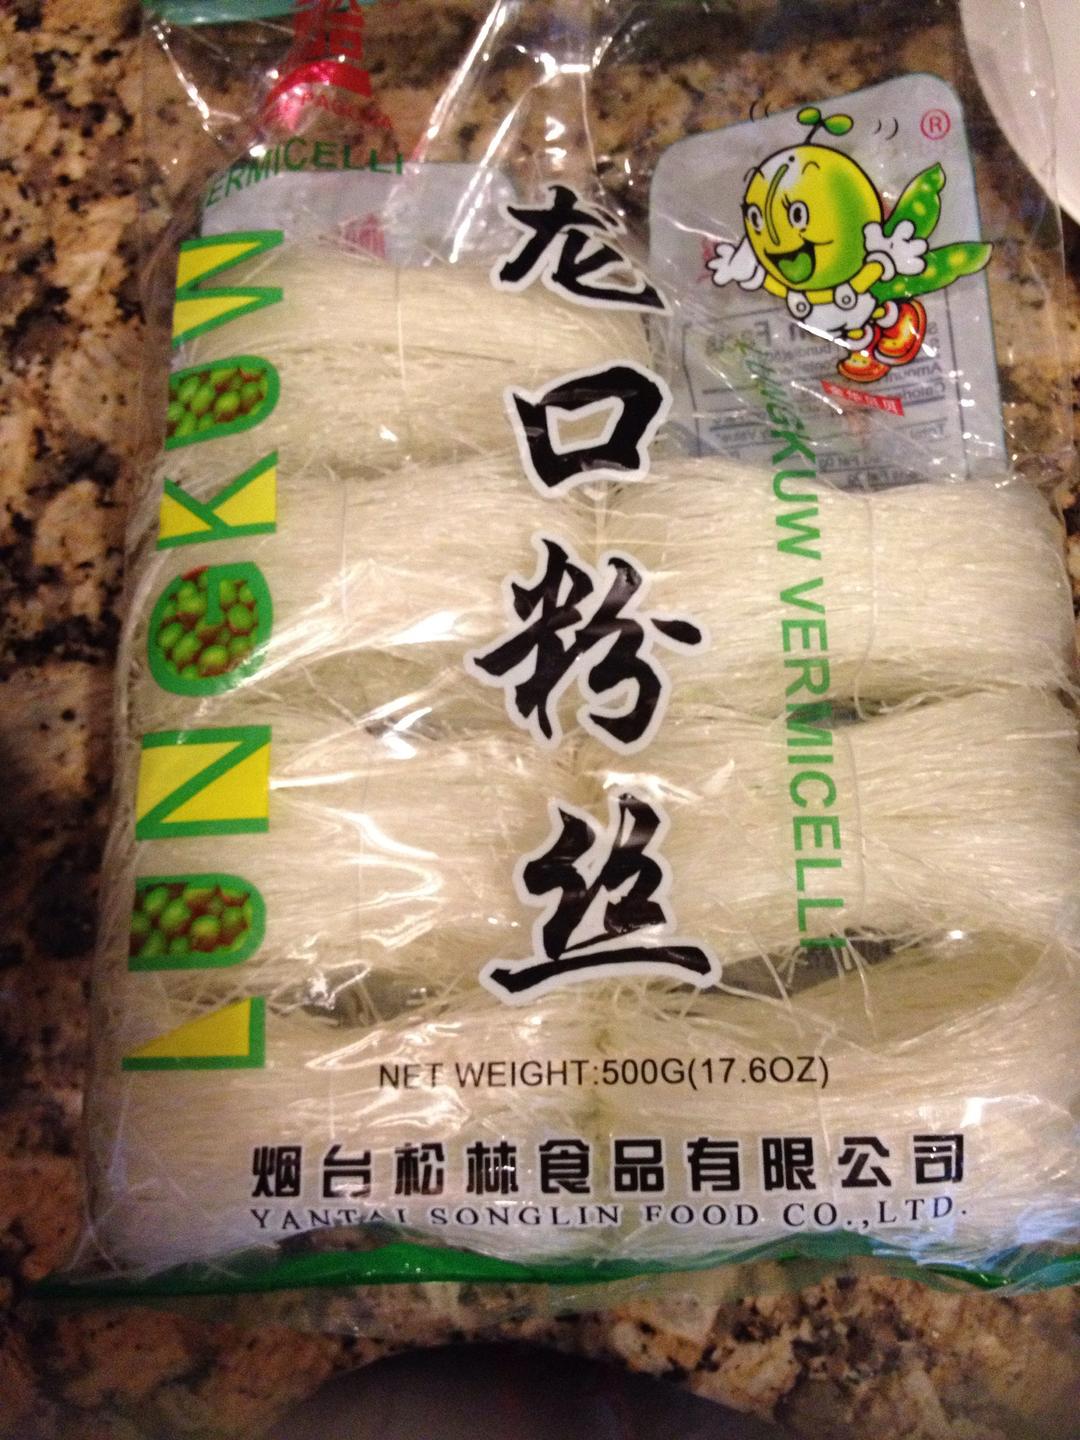 VERMICELLI
LUNGKUW
龙口粉丝
®
LUNGKUW VERMICELLI
NET WEIGHT:500G(17.6OZ)
烟台松林食品有限公司
YANTAI SONGLIN FOOD CO.,LTD.